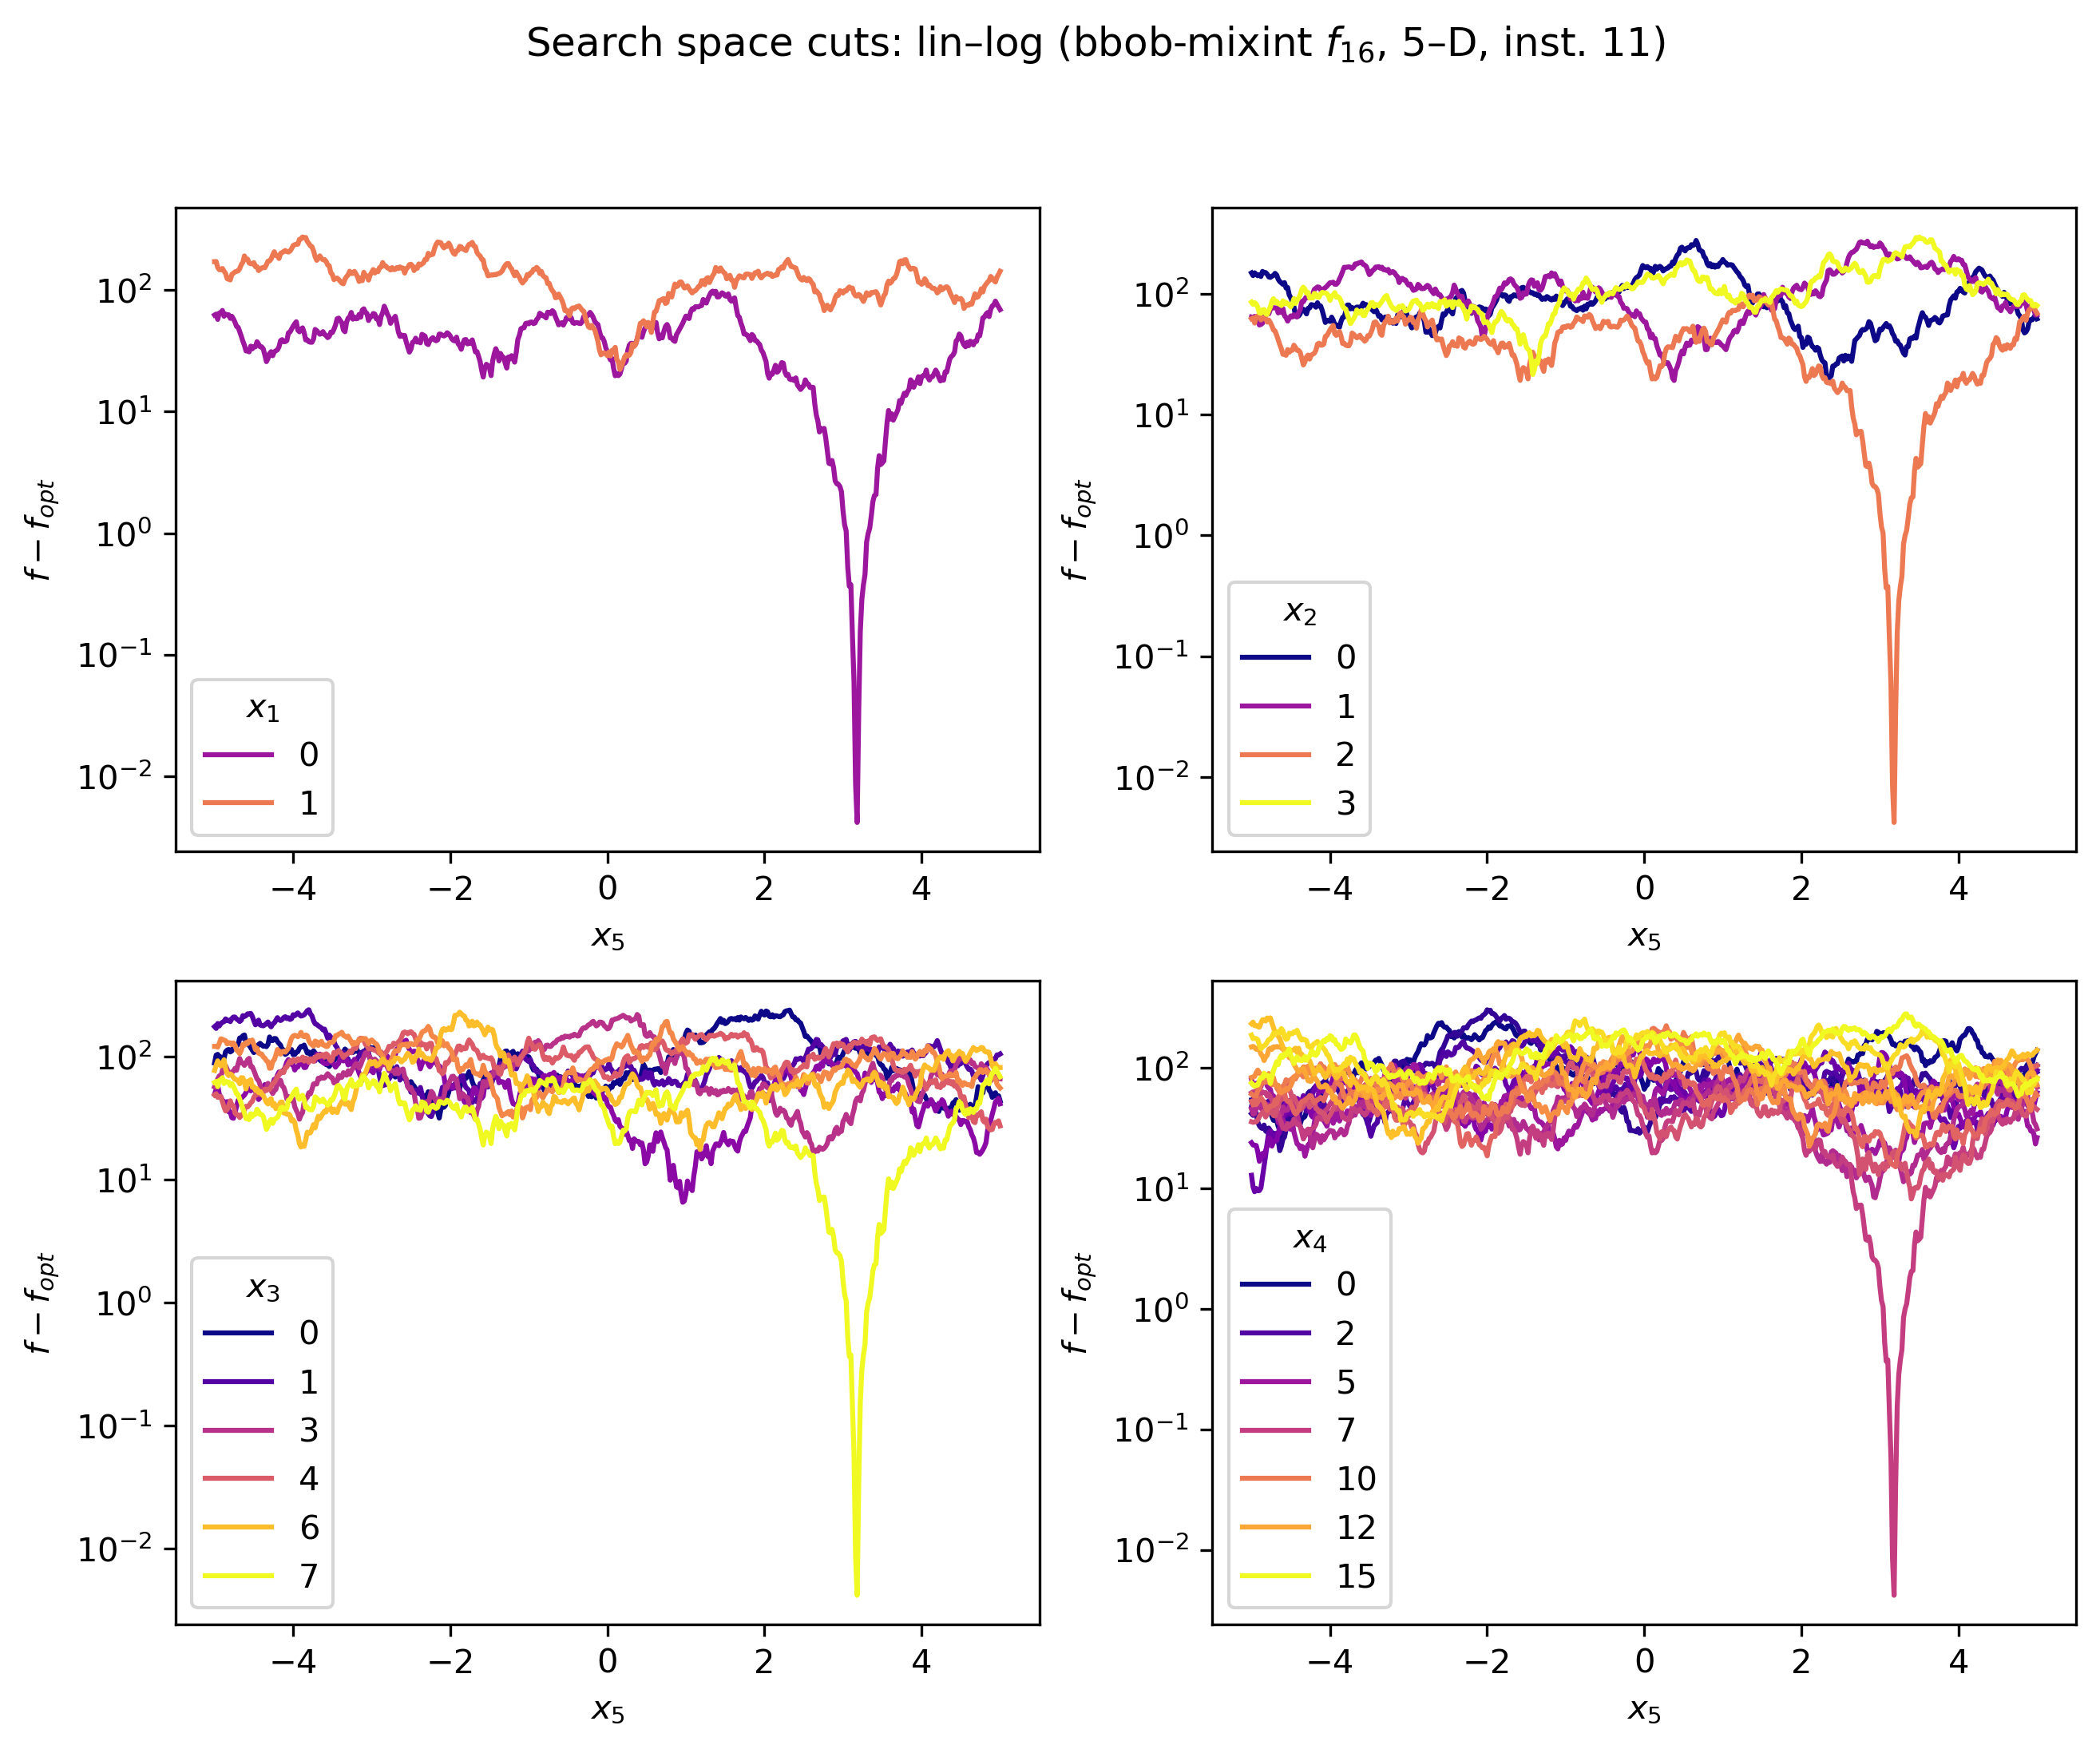 Search space cuts: lin–log (bbob-mixint f16, 5–D, inst. 11)
10^2
10^1
10^0
10^−1
10^−2
f − fopt
x1
0
1
−4 −2 0 2 4
x5
10^2
10^1
10^0
10^−1
10^−2
f − fopt
x2
0
1
2
3
−4 −2 0 2 4
x5
10^2
10^1
10^0
10^−1
10^−2
f − fopt
x3
0
1
3
4
6
7
−4 −2 0 2 4
x5
10^2
10^1
10^0
10^−1
10^−2
f − fopt
x4
0
2
5
7
10
12
15
−4 −2 0 2 4
x5